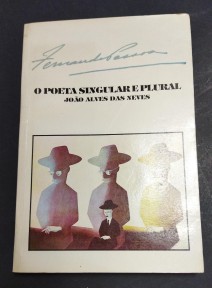 Fernando Pessoa
O POETA SINGULAR E PLURAL
JOÃO ALVES DAS NEVES